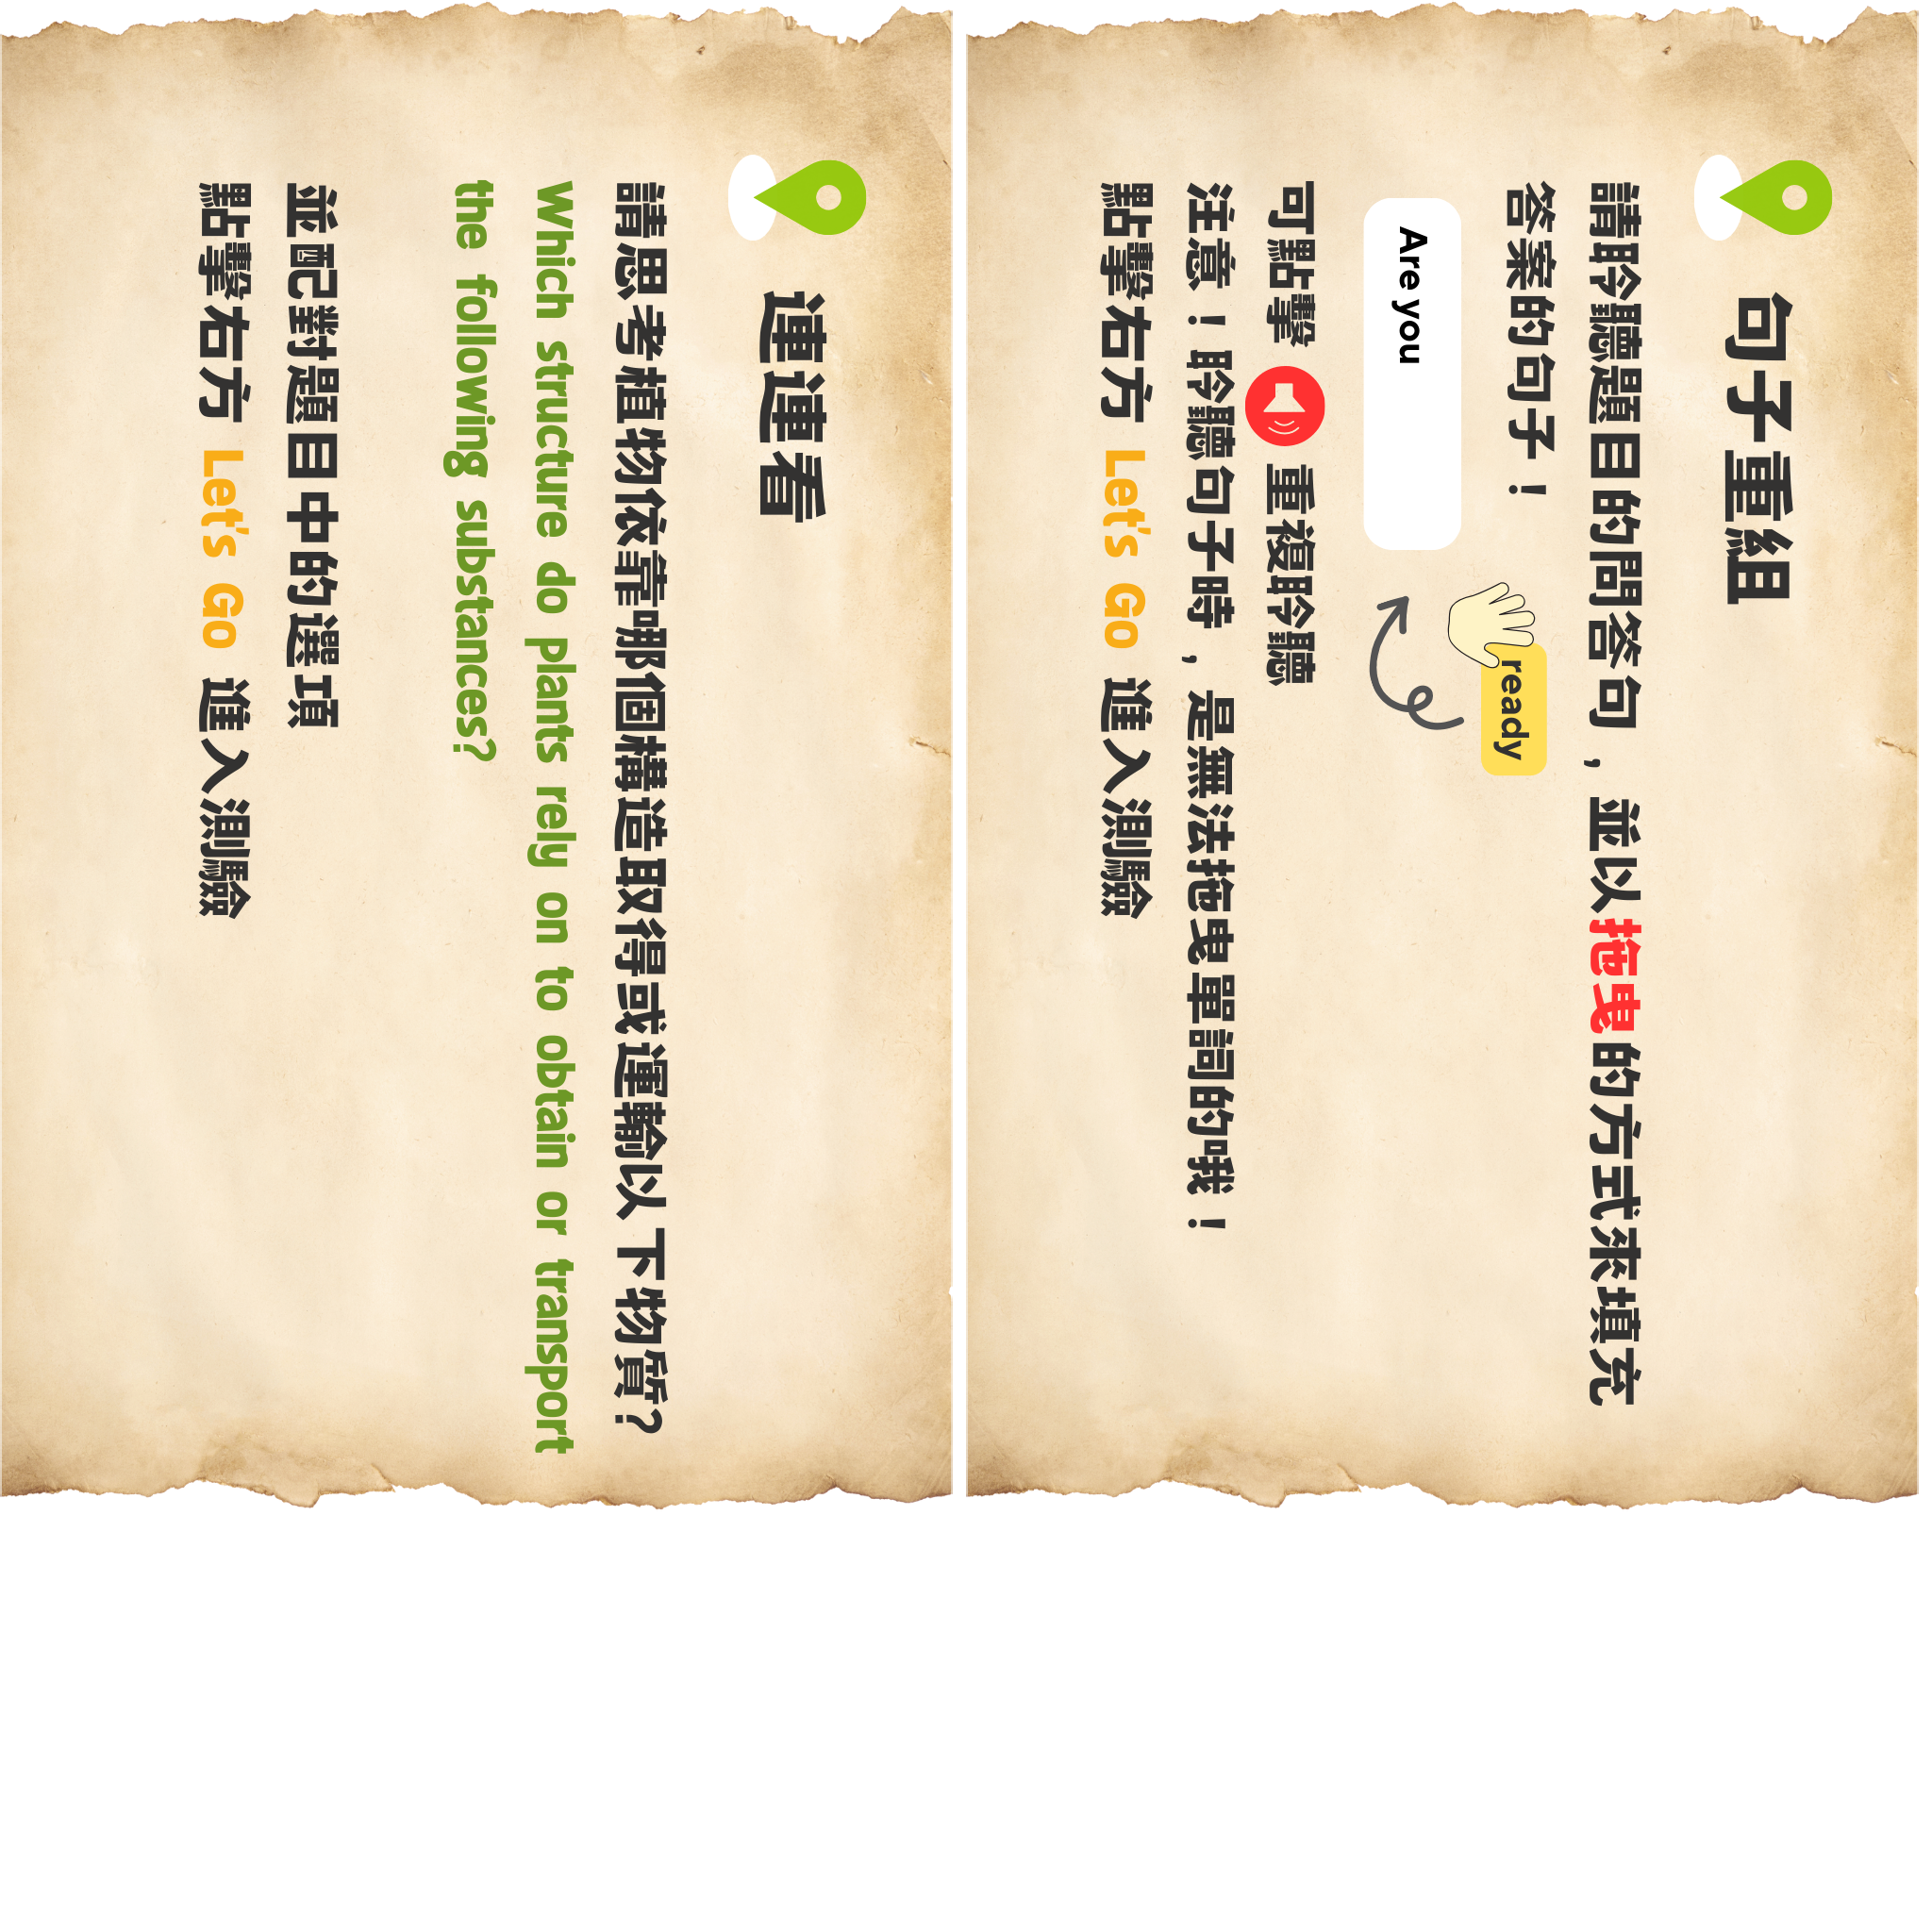 句子重組
請聆聽題目的問答句，並以拖曳的方式來填充
答案的句子！
ready
Are you
可點擊 重複聆聽
注意！聆聽句子時，是無法拖曳單詞的哦！
點擊右方 Let's Go 進入測驗
連連看
請思考植物依靠哪個構造取得或運輸以下物質?
Which structure do plants rely on to obtain or transport
the following substances?
並配對題目中的選項
點擊右方 Let's Go 進入測驗